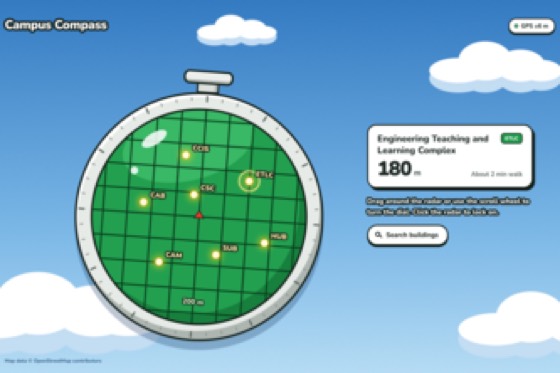 Campus Compass
GPS ±8 m
CCIS
ETLC
CAB
CSC
HUB
SUB
CAM
200 m
Engineering Teaching and
Learning Complex
ETLC
180 m
About 3 min walk
Drag around the radar or use the scroll wheel to
turn the dial. Click the radar to lock on.
Search buildings
Map data © OpenStreetMap contributors